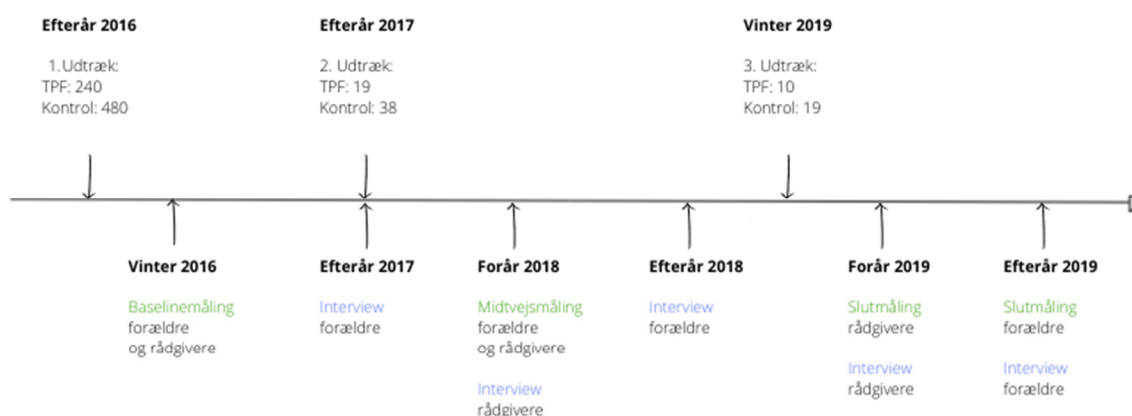 Efterår 2016
1. Udtræk:
TPF: 240
Kontrol: 480
Efterår 2017
2. Udtræk:
TPF: 19
Kontrol: 38
Vinter 2019
3. Udtræk:
TPF: 10
Kontrol: 19
Vinter 2016
Baselinemåling
forældre
og rådgivere
Efterår 2017
Interview
forældre
Forår 2018
Midtvejsmåling
forældre
og rådgivere
Interview
rådgivere
Efterår 2018
Interview
forældre
Forår 2019
Slutmåling
rådgivere
Interview
rådgivere
Efterår 2019
Slutmåling
forældre
Interview
forældre